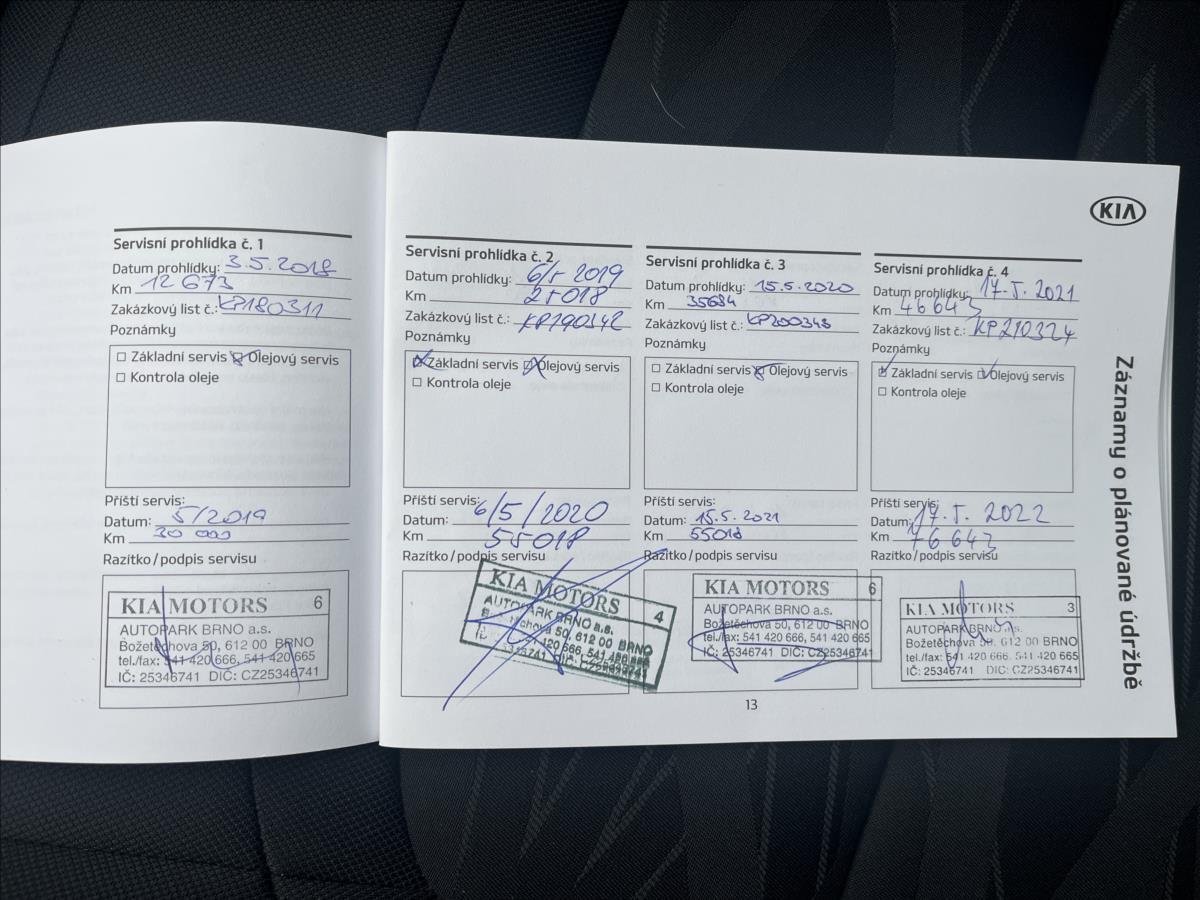 KIA
Záznamy o plánované údržbě
Servisní prohlídka č. 1
Datum prohlídky: 3.5.2018
Km 12 673
Zakázkový list č.: KP180311
Poznámky
☐ Základní servis ☒ Olejový servis
☐ Kontrola oleje
Příští servis:
Datum: 5/2019
Km 30 000
Razítko/podpis servisu
KIA MOTORS 6
AUTOPARK BRNO a.s.
Božetěchova 50, 612 00 BRNO
tel./fax: 541 420 666, 541 420 665
IČ: 25346741 DIČ: CZ25346741
Servisní prohlídka č. 2
Datum prohlídky: 6/5 2019
Km 25018
Zakázkový list č.: KP190342
Poznámky
☒ Základní servis ☒ Olejový servis
☐ Kontrola oleje
Příští servis:
Datum: 6/5/2020
Km 55018
Razítko/podpis servisu
KIA MOTORS 4
AUTOPARK BRNO a.s.
50, 612 00 BRNO
Servisní prohlídka č. 3
Datum prohlídky: 15.5.2020
Km 35684
Zakázkový list č.: KP200348
Poznámky
☐ Základní servis ☒ Olejový servis
☐ Kontrola oleje
Příští servis:
Datum: 15.5.2021
Km 55018
Razítko/podpis servisu
KIA MOTORS 6
AUTOPARK BRNO a.s.
Božetěchova 50, 612 00 BRNO
tel./fax: 541 420 666, 541 420 665
IČ: 25346741 DIČ: CZ25346741
Servisní prohlídka č. 4
Datum prohlídky: 17.5.2021
Km 46643
Zakázkový list č.: KP210324
Poznámky
☑ Základní servis ☑ Olejový servis
☐ Kontrola oleje
Příští servis:
Datum: 17.5.2022
Km 76643
Razítko/podpis servisu
KIA MOTORS 3
AUTOPARK BRNO a.s.
Božetěchova 50, 612 00 BRNO
tel./fax: 541 420 666, 541 420 665
IČ: 25346741 DIČ: CZ25346741
13